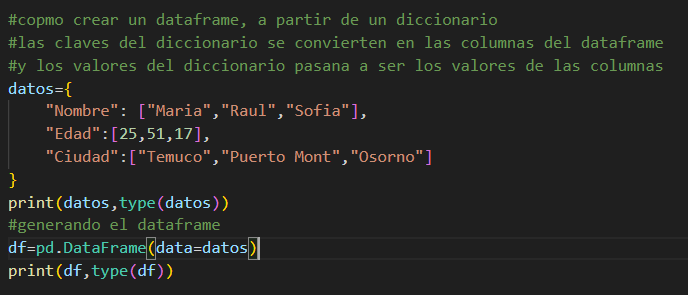 #copmo crear un dataframe, a partir de un diccionario
#las claves del diccionario se convierten en las columnas del dataframe
#y los valores del diccionario pasana a ser los valores de las columnas
datos={
    "Nombre": ["Maria","Raul","Sofia"],
    "Edad":[25,51,17],
    "Ciudad":["Temuco","Puerto Mont","Osorno"]
}
print(datos,type(datos))
#generando el dataframe
df=pd.DataFrame(data=datos)
print(df,type(df))